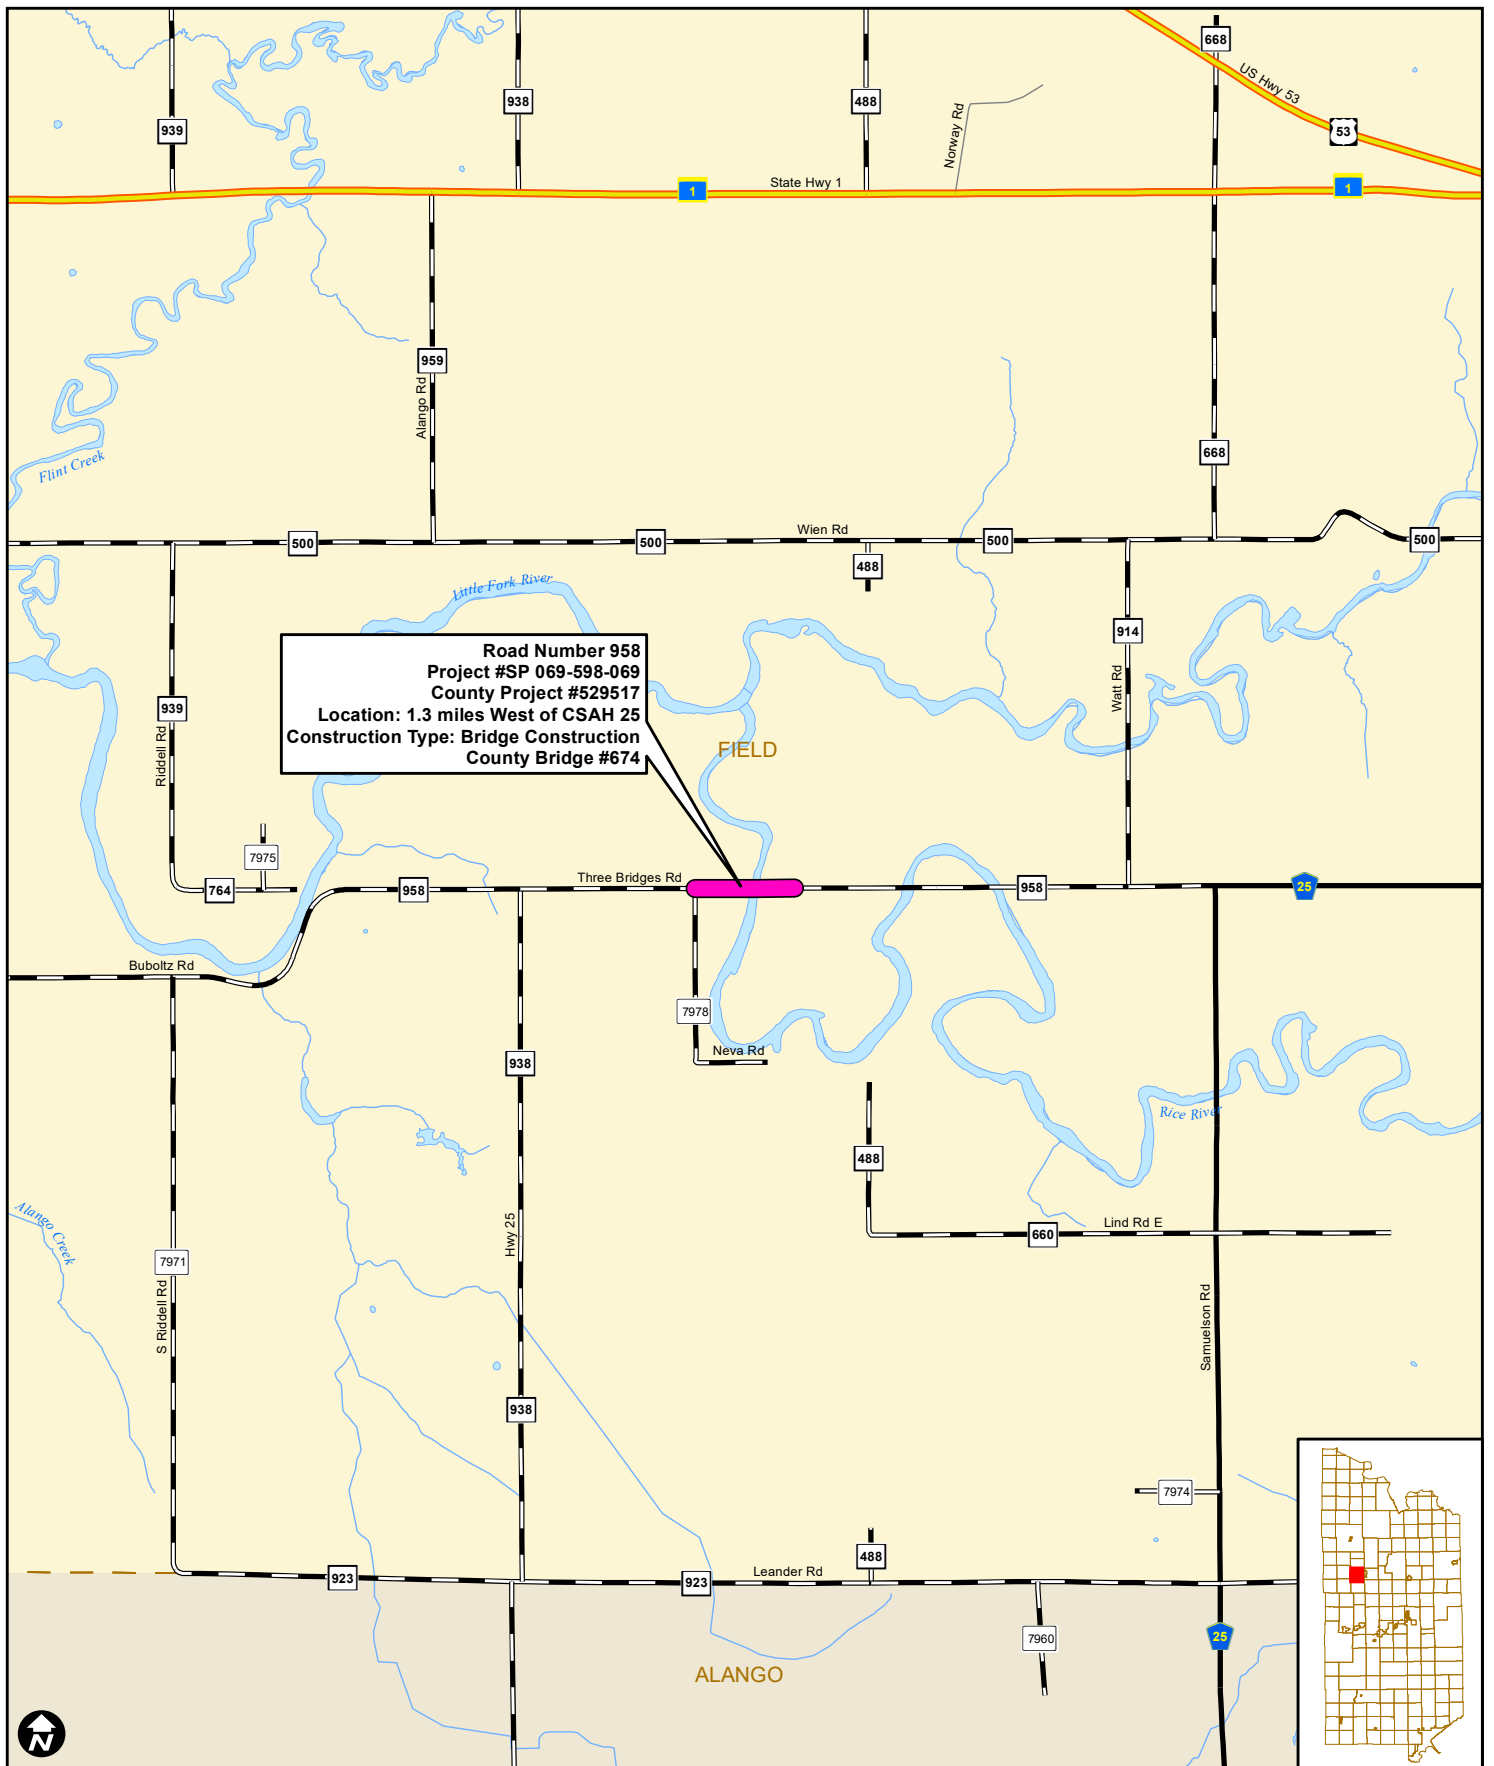 668
US Hwy 53
53
939
938
488
Norway Rd
State Hwy 1
1
1
959
Alango Rd
668
Flint Creek
Wien Rd
500
500
500
500
488
Little Fork River
914
Watt Rd
Road Number 958
Project #SP 069-598-069
County Project #529517
Location: 1.3 miles West of CSAH 25
Construction Type: Bridge Construction
County Bridge #674
939
Riddell Rd
FIELD
7975
764
958
Three Bridges Rd
958
25
Buboltz Rd
7978
Neva Rd
938
Rice River
488
Lind Rd E
660
Alango Creek
7971
S Riddell Rd
Hwy 25
Samuelson Rd
938
7974
488
923
923
Leander Rd
7960
25
ALANGO
N